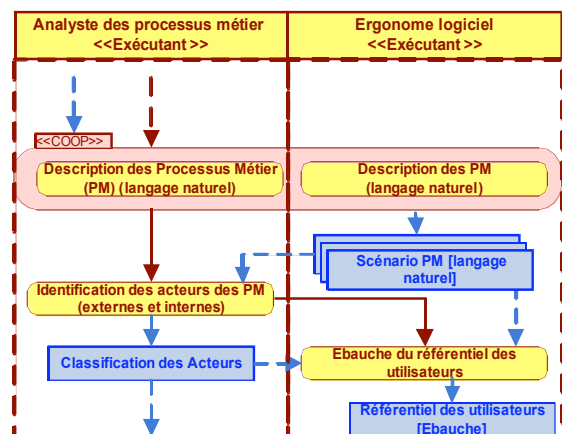 Analyste des processus métier
<<Exécutant>>
Ergonome logiciel
<<Exécutant>>
<<COOP>>
Description des Processus Métier
(PM) (langage naturel)
Description des PM
(langage naturel)
Scénario PM [langage
naturel]
Identification des acteurs des PM
(externes et internes)
Classification des Acteurs
Ebauche du référentiel des
utilisateurs
Référentiel des utilisateurs
[Ebauche]